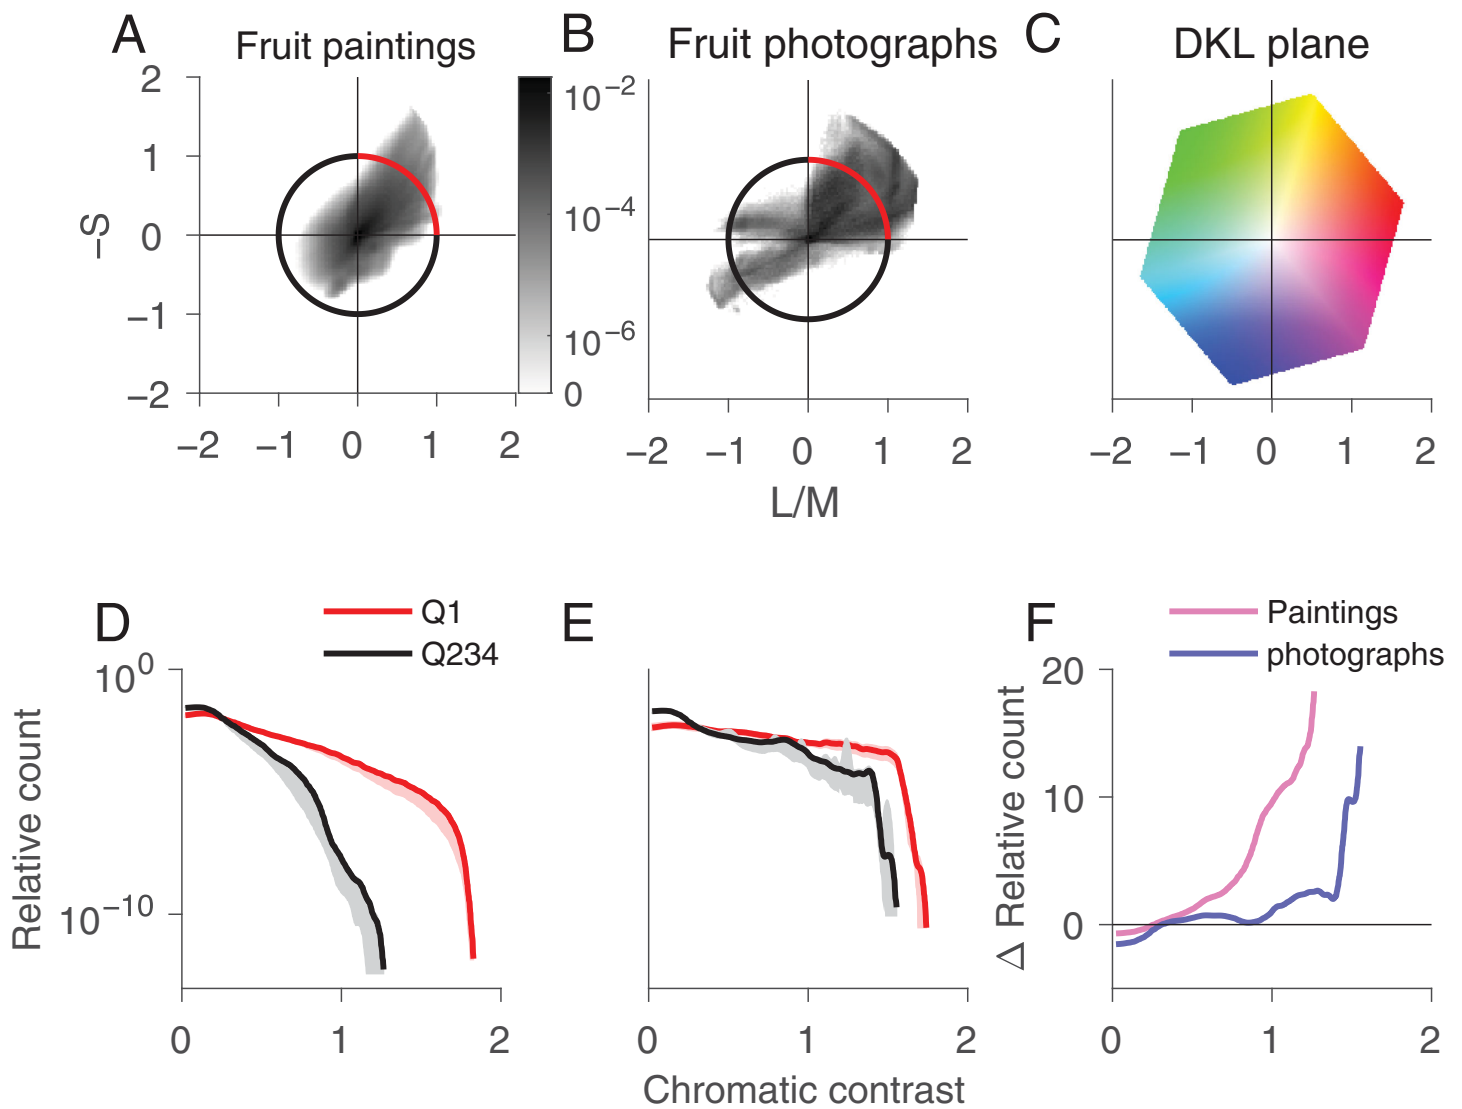 A
Fruit paintings
B
Fruit photographs
C
DKL plane
2
1
0
−1
−2
−S
10−2
10−4
10−6
0
−2 −1 0 1 2
−2 −1 0 1 2
−2 −1 0 1 2
L/M
D
Q1
Q234
E
F
Paintings
photographs
Relative count
100
10−10
Δ Relative count
20
10
0
0 1 2
0 1 2
0 1 2
Chromatic contrast